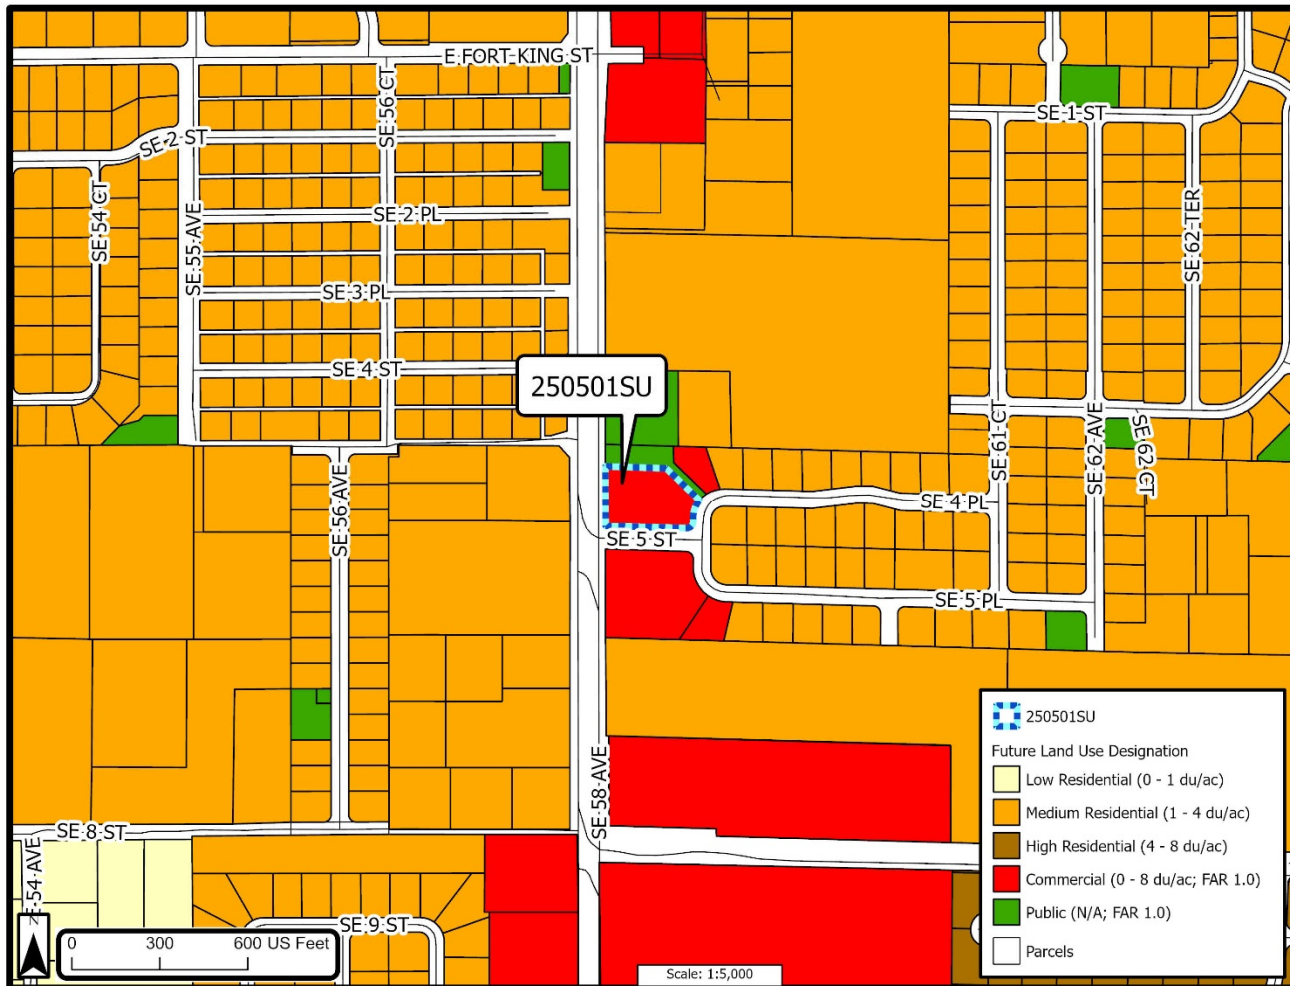 E FORT KING ST
SE 56 CT
SE 1 ST
SE 2 ST
SE 54 CT
SE 55 AVE
SE 2 PL
SE 62 TER
SE 3 PL
SE 4 ST
250501SU
SE 61 CT
SE 62 AVE
SE 62 CT
SE 56 AVE
SE 4 PL
SE 5 ST
SE 5 PL
SE 58 AVE
SE 8 ST
SE 9 ST
0 300 600 US Feet
Scale: 1:5,000
250501SU
Future Land Use Designation
Low Residential (0 - 1 du/ac)
Medium Residential (1 - 4 du/ac)
High Residential (4 - 8 du/ac)
Commercial (0 - 8 du/ac; FAR 1.0)
Public (N/A; FAR 1.0)
Parcels